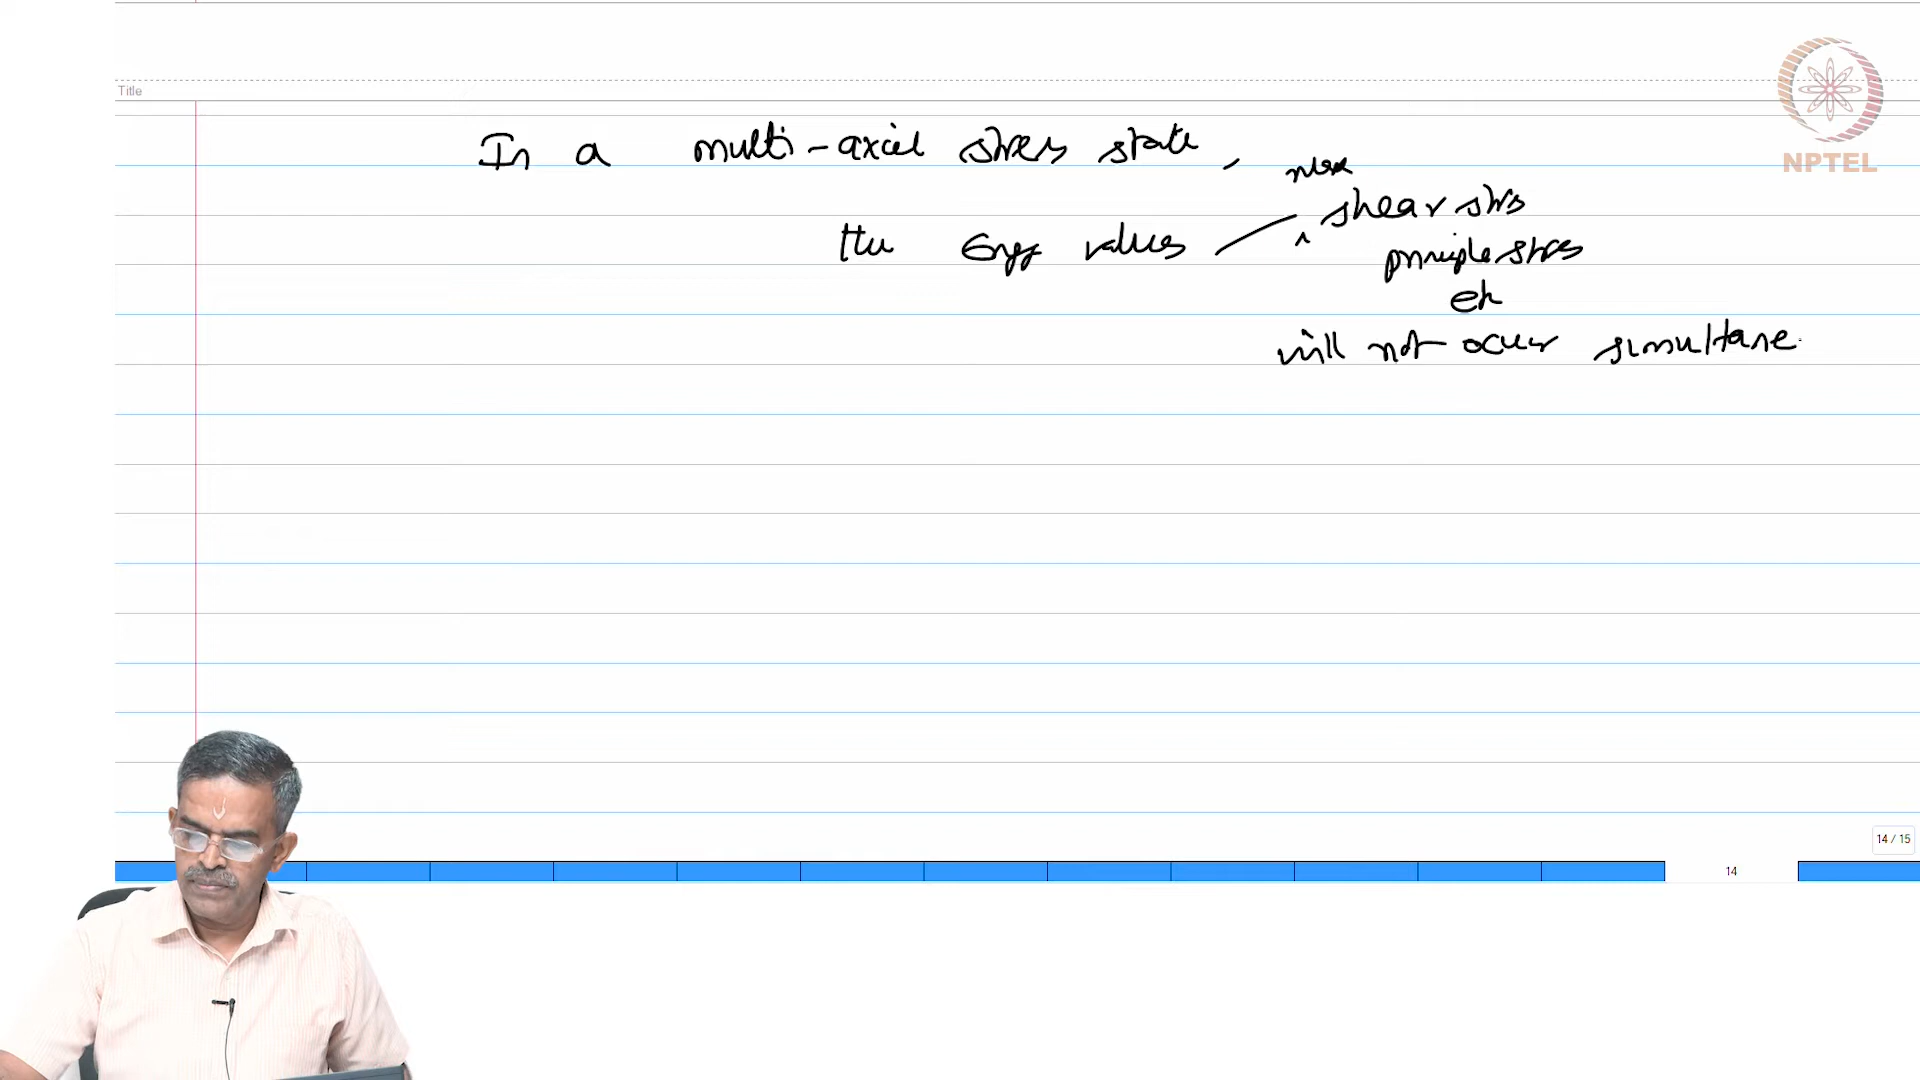 Title
In a multi-axial stress state,
max
the Engg values shear strs
principle stress
etc
will not occur simultane
NPTEL
14 / 15
14